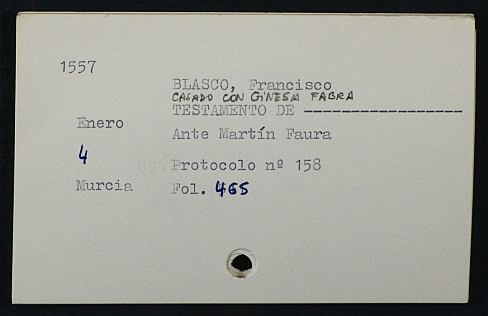 1557
BLASCO, Francisco
CASADO CON GINESA FABRA
TESTAMENTO DE --------------------
Enero
Ante Martín Faura
4
Protocolo nº 158
Murcia
Fol. 465